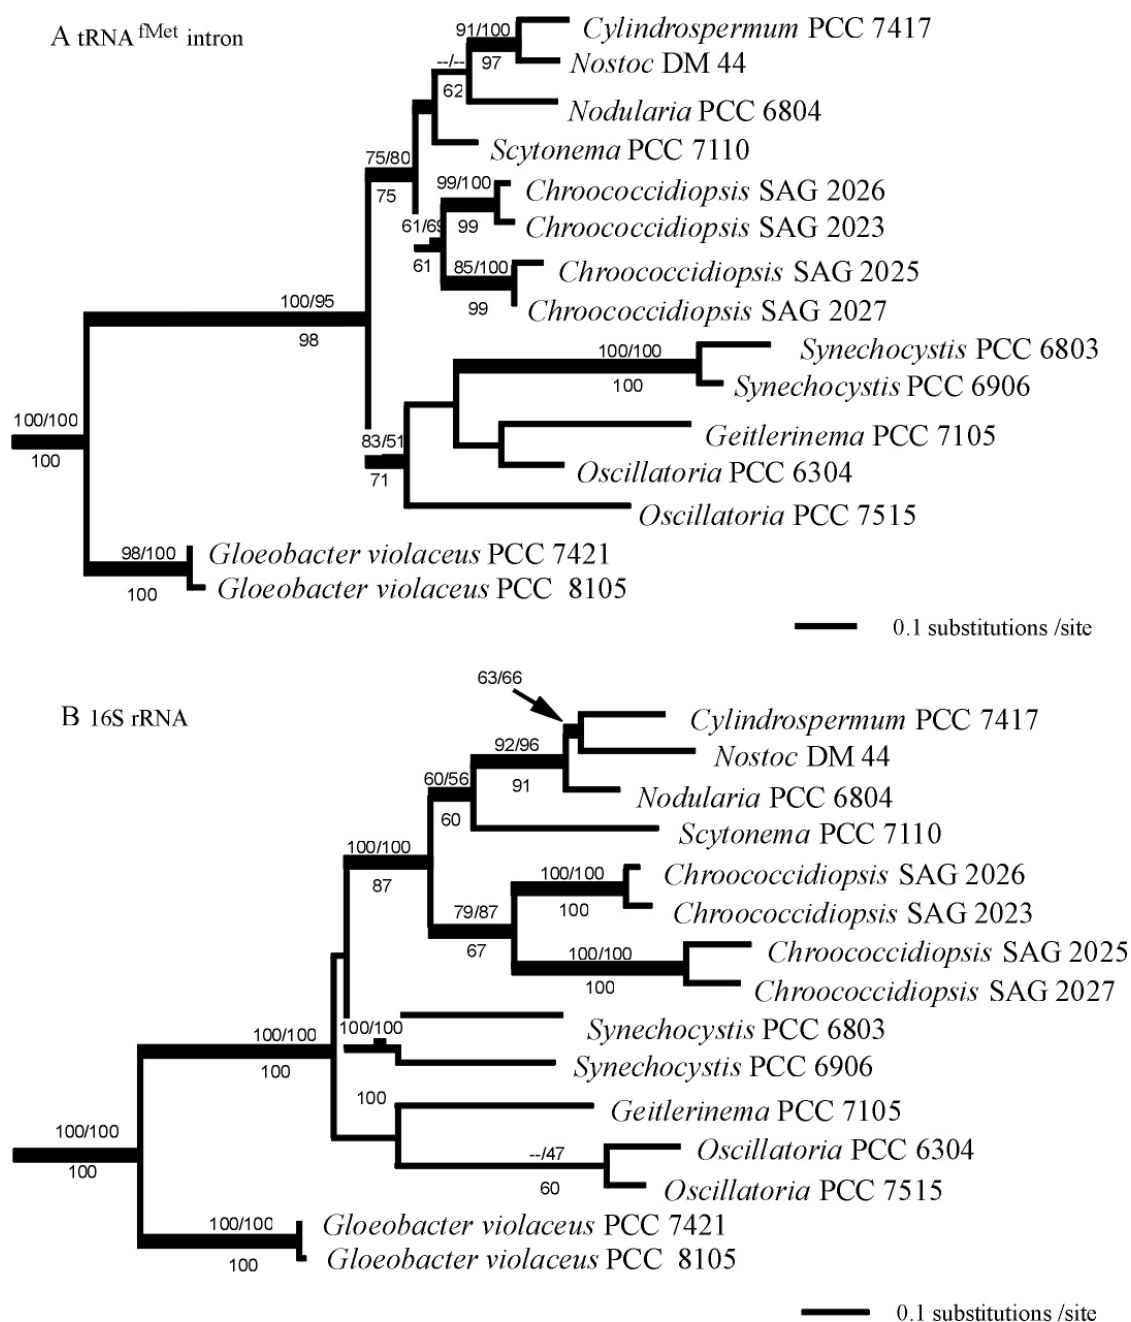 A tRNA fMet intron
91/100
Cylindrospermum PCC 7417
--/--
97
Nostoc DM 44
62
Nodularia PCC 6804
Scytonema PCC 7110
75/80
75
99/100
Chroococcidiopsis SAG 2026
61/69
99
Chroococcidiopsis SAG 2023
61
85/100
Chroococcidiopsis SAG 2025
99
Chroococcidiopsis SAG 2027
100/95
98
100/100
Synechocystis PCC 6803
100
Synechocystis PCC 6906
100/100
100
Geitlerinema PCC 7105
83/51
71
Oscillatoria PCC 6304
Oscillatoria PCC 7515
98/100
Gloeobacter violaceus PCC 7421
100
Gloeobacter violaceus PCC 8105
0.1 substitutions /site
B 16S rRNA
63/66
Cylindrospermum PCC 7417
92/96
Nostoc DM 44
60/56
91
Nodularia PCC 6804
60
Scytonema PCC 7110
100/100
87
100/100
Chroococcidiopsis SAG 2026
79/87
100
Chroococcidiopsis SAG 2023
67
100/100
Chroococcidiopsis SAG 2025
100
Chroococcidiopsis SAG 2027
100/100
100
100/100
Synechocystis PCC 6803
Synechocystis PCC 6906
100
Geitlerinema PCC 7105
100/100
100
--/47
Oscillatoria PCC 6304
60
Oscillatoria PCC 7515
100/100
Gloeobacter violaceus PCC 7421
100
Gloeobacter violaceus PCC 8105
0.1 substitutions /site